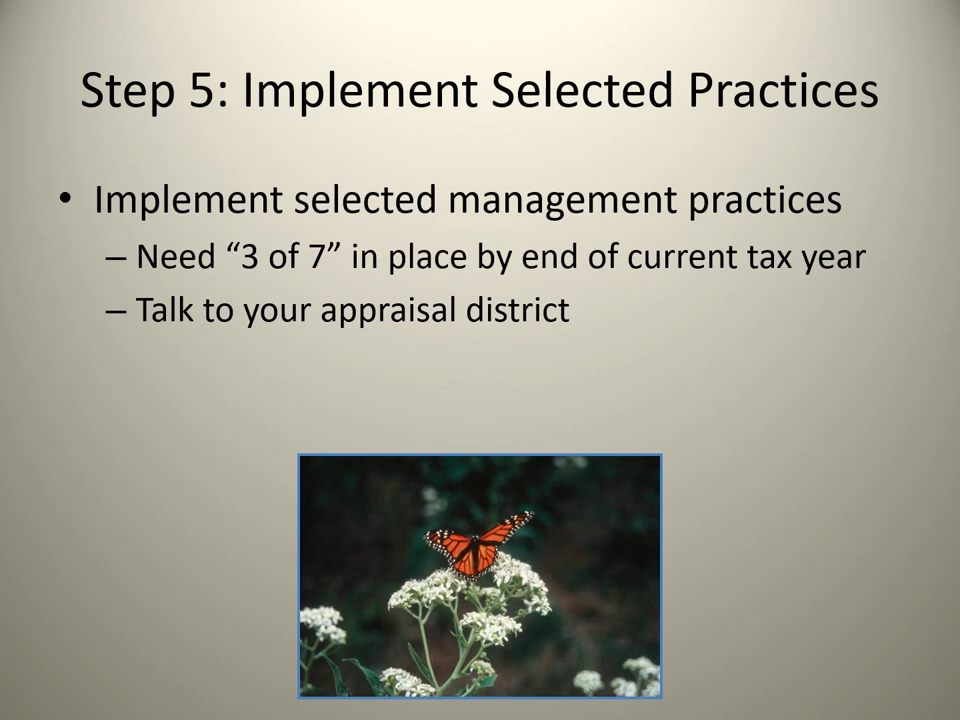 Step 5: Implement Selected Practices
• Implement selected management practices
– Need “3 of 7” in place by end of current tax year
– Talk to your appraisal district